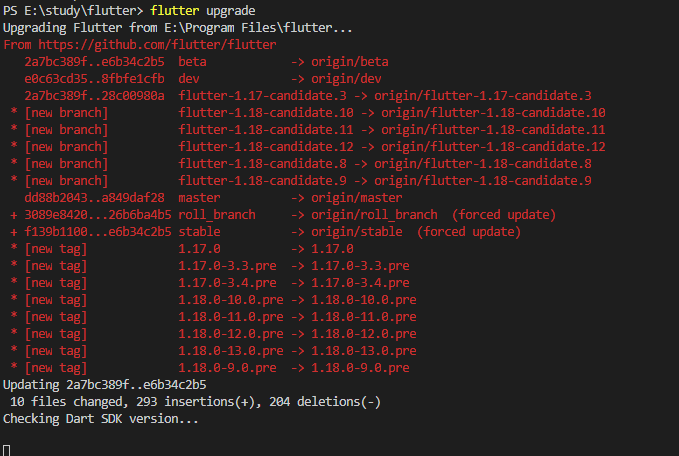 PS E:\study\flutter> flutter upgrade
Upgrading Flutter from E:\Program Files\flutter...
From https://github.com/flutter/flutter
   2a7bc389f..e6b34c2b5  beta            -> origin/beta
   e0c63cd35..8fbfe1cfb  dev             -> origin/dev
   2a7bc389f..28c00980a  flutter-1.17-candidate.3 -> origin/flutter-1.17-candidate.3
 * [new branch]          flutter-1.18-candidate.10 -> origin/flutter-1.18-candidate.10
 * [new branch]          flutter-1.18-candidate.11 -> origin/flutter-1.18-candidate.11
 * [new branch]          flutter-1.18-candidate.12 -> origin/flutter-1.18-candidate.12
 * [new branch]          flutter-1.18-candidate.8 -> origin/flutter-1.18-candidate.8
 * [new branch]          flutter-1.18-candidate.9 -> origin/flutter-1.18-candidate.9
   dd88b2043..a849daf28  master          -> origin/master
 + 3089e8420...26b6ba4b5 roll_branch     -> origin/roll_branch  (forced update)
 + f139b1100...e6b34c2b5 stable          -> origin/stable  (forced update)
 * [new tag]             1.17.0          -> 1.17.0
 * [new tag]             1.17.0-3.3.pre  -> 1.17.0-3.3.pre
 * [new tag]             1.17.0-3.4.pre  -> 1.17.0-3.4.pre
 * [new tag]             1.18.0-10.0.pre -> 1.18.0-10.0.pre
 * [new tag]             1.18.0-11.0.pre -> 1.18.0-11.0.pre
 * [new tag]             1.18.0-12.0.pre -> 1.18.0-12.0.pre
 * [new tag]             1.18.0-13.0.pre -> 1.18.0-13.0.pre
 * [new tag]             1.18.0-9.0.pre  -> 1.18.0-9.0.pre
Updating 2a7bc389f..e6b34c2b5
 10 files changed, 293 insertions(+), 204 deletions(-)
Checking Dart SDK version...